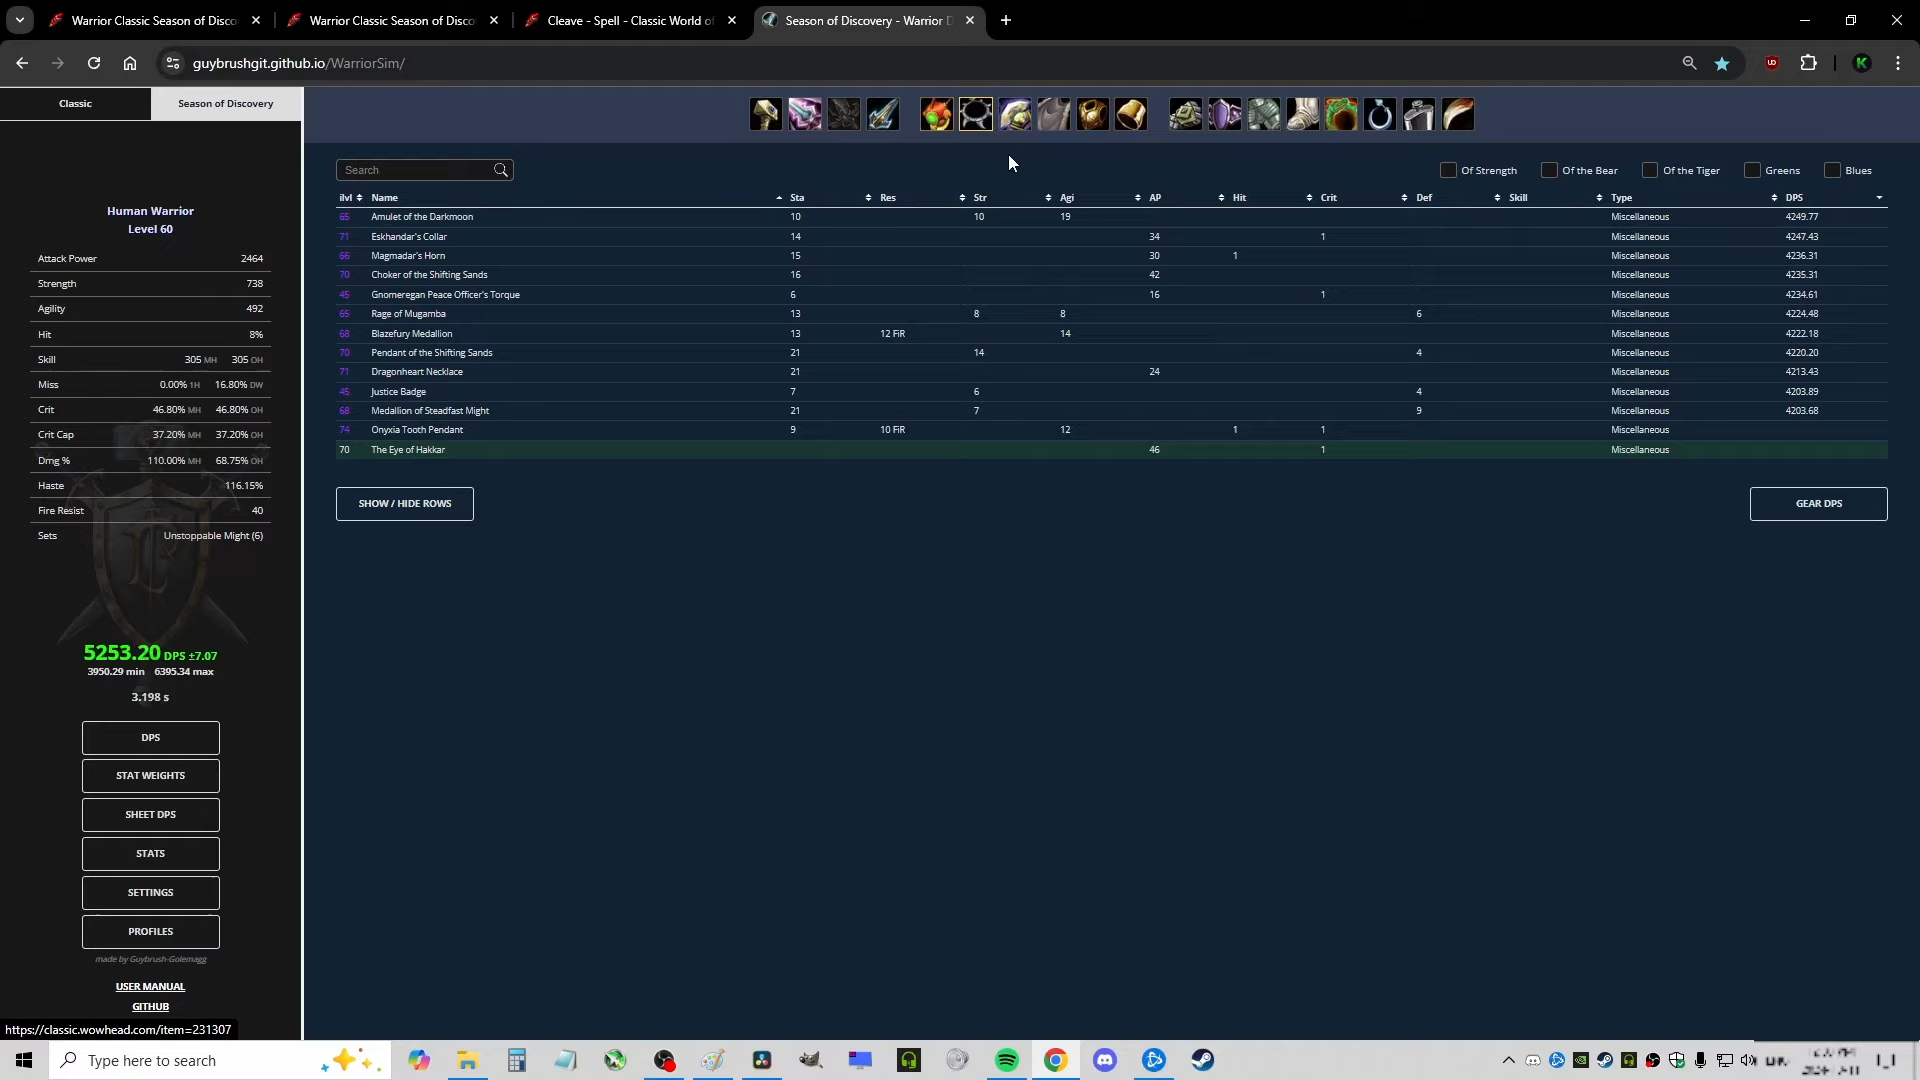 Warrior Classic Season of Disco
Warrior Classic Season of Disco
Cleave - Spell - Classic World of
Season of Discovery - Warrior D
guybrushgit.github.io/WarriorSim/
K
Classic
Season of Discovery
Human Warrior
Level 60
Attack Power 2464
Strength 738
Agility 492
Hit 8%
Skill 305 MH 305 OH
Miss 0.00% 1H 16.80% DW
Crit 46.80% MH 46.80% OH
Crit Cap 37.20% MH 37.20% OH
Dmg % 110.00% MH 68.75% OH
Haste 116.15%
Fire Resist 40
Sets Unstoppable Might (6)
5253.20 DPS ±7.07
3950.29 min 6395.34 max
3.198 s
DPS
STAT WEIGHTS
SHEET DPS
STATS
SETTINGS
PROFILES
made by Guybrush-Golemagg
USER MANUAL
GITHUB
https://classic.wowhead.com/item=231307
Search
Of Strength Of the Bear Of the Tiger Greens Blues
ilvl Name Sta Res Str Agi AP Hit Crit Def Skill Type DPS
65 Amulet of the Darkmoon 10 10 19 Miscellaneous 4249.77
71 Eskhandar's Collar 14 34 1 Miscellaneous 4247.43
66 Magmadar's Horn 15 30 1 Miscellaneous 4236.31
70 Choker of the Shifting Sands 16 42 Miscellaneous 4235.31
45 Gnomeregan Peace Officer's Torque 6 16 1 Miscellaneous 4234.61
65 Rage of Mugamba 13 8 8 6 Miscellaneous 4224.48
68 Blazefury Medallion 13 12 FiR 14 Miscellaneous 4222.18
70 Pendant of the Shifting Sands 21 14 4 Miscellaneous 4220.20
71 Dragonheart Necklace 21 24 Miscellaneous 4213.43
45 Justice Badge 7 6 4 Miscellaneous 4203.89
68 Medallion of Steadfast Might 21 7 9 Miscellaneous 4203.68
74 Onyxia Tooth Pendant 9 10 FiR 12 1 1 Miscellaneous
70 The Eye of Hakkar 46 1 Miscellaneous
SHOW / HIDE ROWS
GEAR DPS
Type here to search